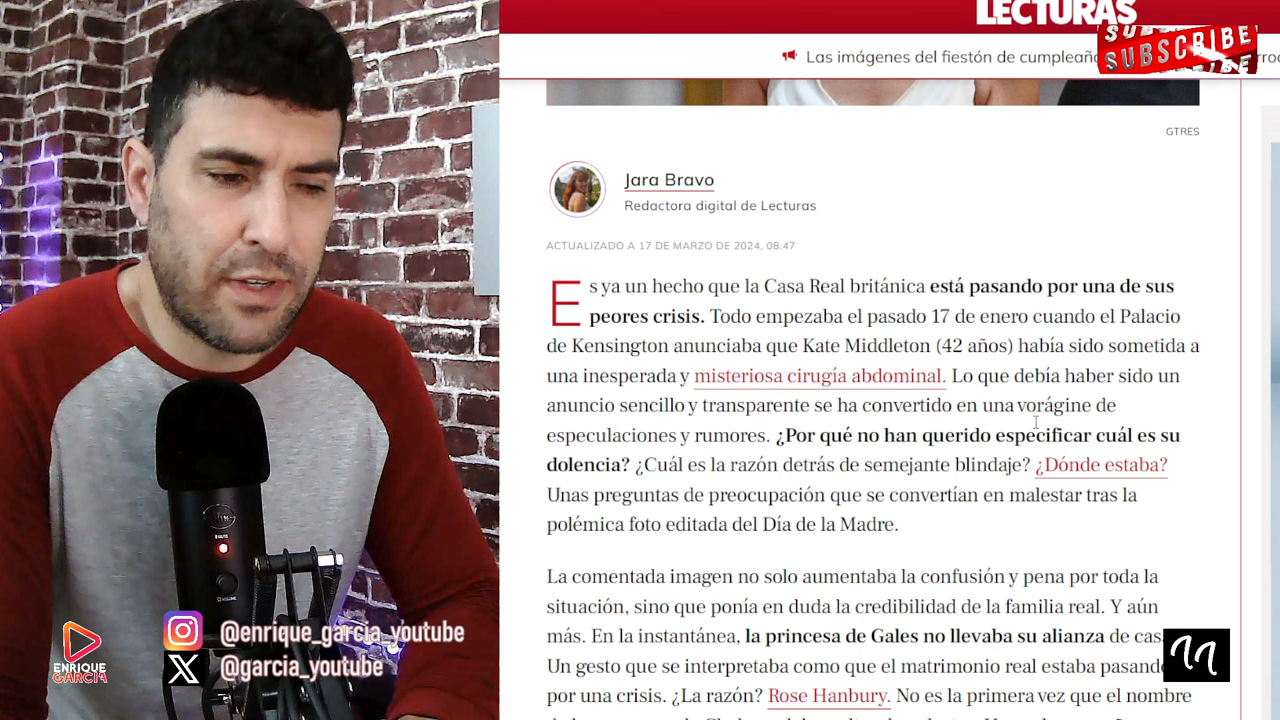 LECTURAS
Las imágenes del fiestón de cumpleaño
SUBSCRIBE
GTRES
Jara Bravo
Redactora digital de Lecturas
ACTUALIZADO A 17 DE MARZO DE 2024, 08:47
Es ya un hecho que la Casa Real británica está pasando por una de sus
peores crisis. Todo empezaba el pasado 17 de enero cuando el Palacio
de Kensington anunciaba que Kate Middleton (42 años) había sido sometida a
una inesperada y misteriosa cirugía abdominal. Lo que debía haber sido un
anuncio sencillo y transparente se ha convertido en una vorágine de
especulaciones y rumores. ¿Por qué no han querido especificar cuál es su
dolencia? ¿Cuál es la razón detrás de semejante blindaje? ¿Dónde estaba?
Unas preguntas de preocupación que se convertían en malestar tras la
polémica foto editada del Día de la Madre.
La comentada imagen no solo aumentaba la confusión y pena por toda la
situación, sino que ponía en duda la credibilidad de la familia real. Y aún
más. En la instantánea, la princesa de Gales no llevaba su alianza de cas
Un gesto que se interpretaba como que el matrimonio real estaba pasand
por una crisis. ¿La razón? Rose Hanbury. No es la primera vez que el nombre
@enrique_garcia_youtube
@garcia_youtube
ENRIQUE
GARCIA